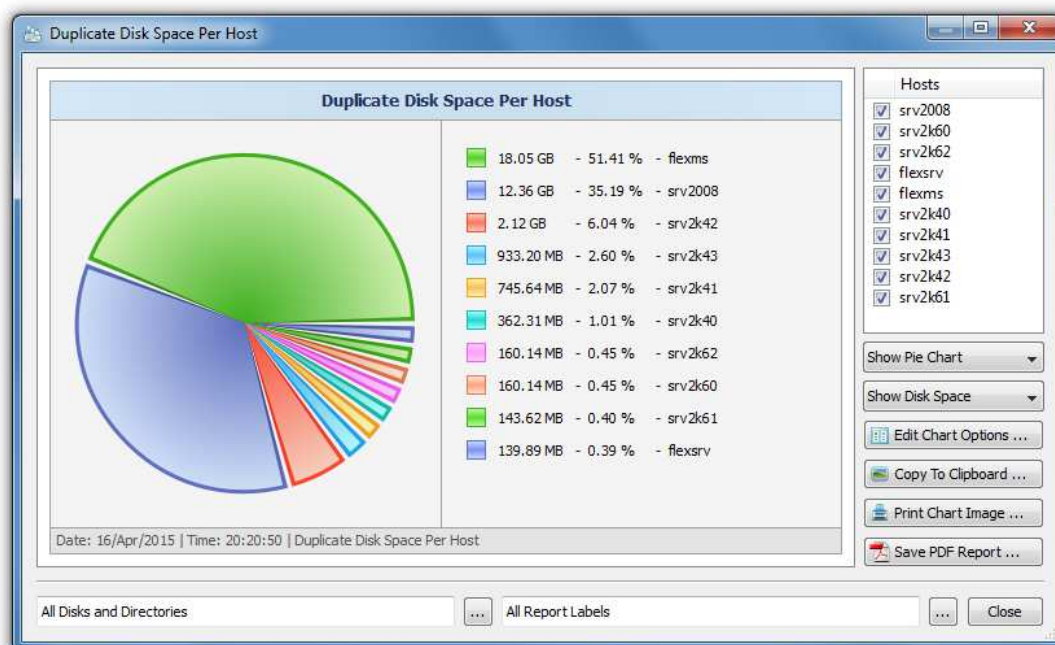 Duplicate Disk Space Per Host
Duplicate Disk Space Per Host
18.05 GB - 51.41 % - flexms
12.36 GB - 35.19 % - srv2008
2.12 GB - 6.04 % - srv2k42
933.20 MB - 2.60 % - srv2k43
745.64 MB - 2.07 % - srv2k41
362.31 MB - 1.01 % - srv2k40
160.14 MB - 0.45 % - srv2k62
160.14 MB - 0.45 % - srv2k60
143.62 MB - 0.40 % - srv2k61
139.89 MB - 0.39 % - flexsrv
Date: 16/Apr/2015 | Time: 20:20:50 | Duplicate Disk Space Per Host
Hosts
srv2008
srv2k60
srv2k62
flexsrv
flexms
srv2k40
srv2k41
srv2k43
srv2k42
srv2k61
Show Pie Chart
Show Disk Space
Edit Chart Options ...
Copy To Clipboard ...
Print Chart Image ...
Save PDF Report ...
All Disks and Directories ... All Report Labels ... Close